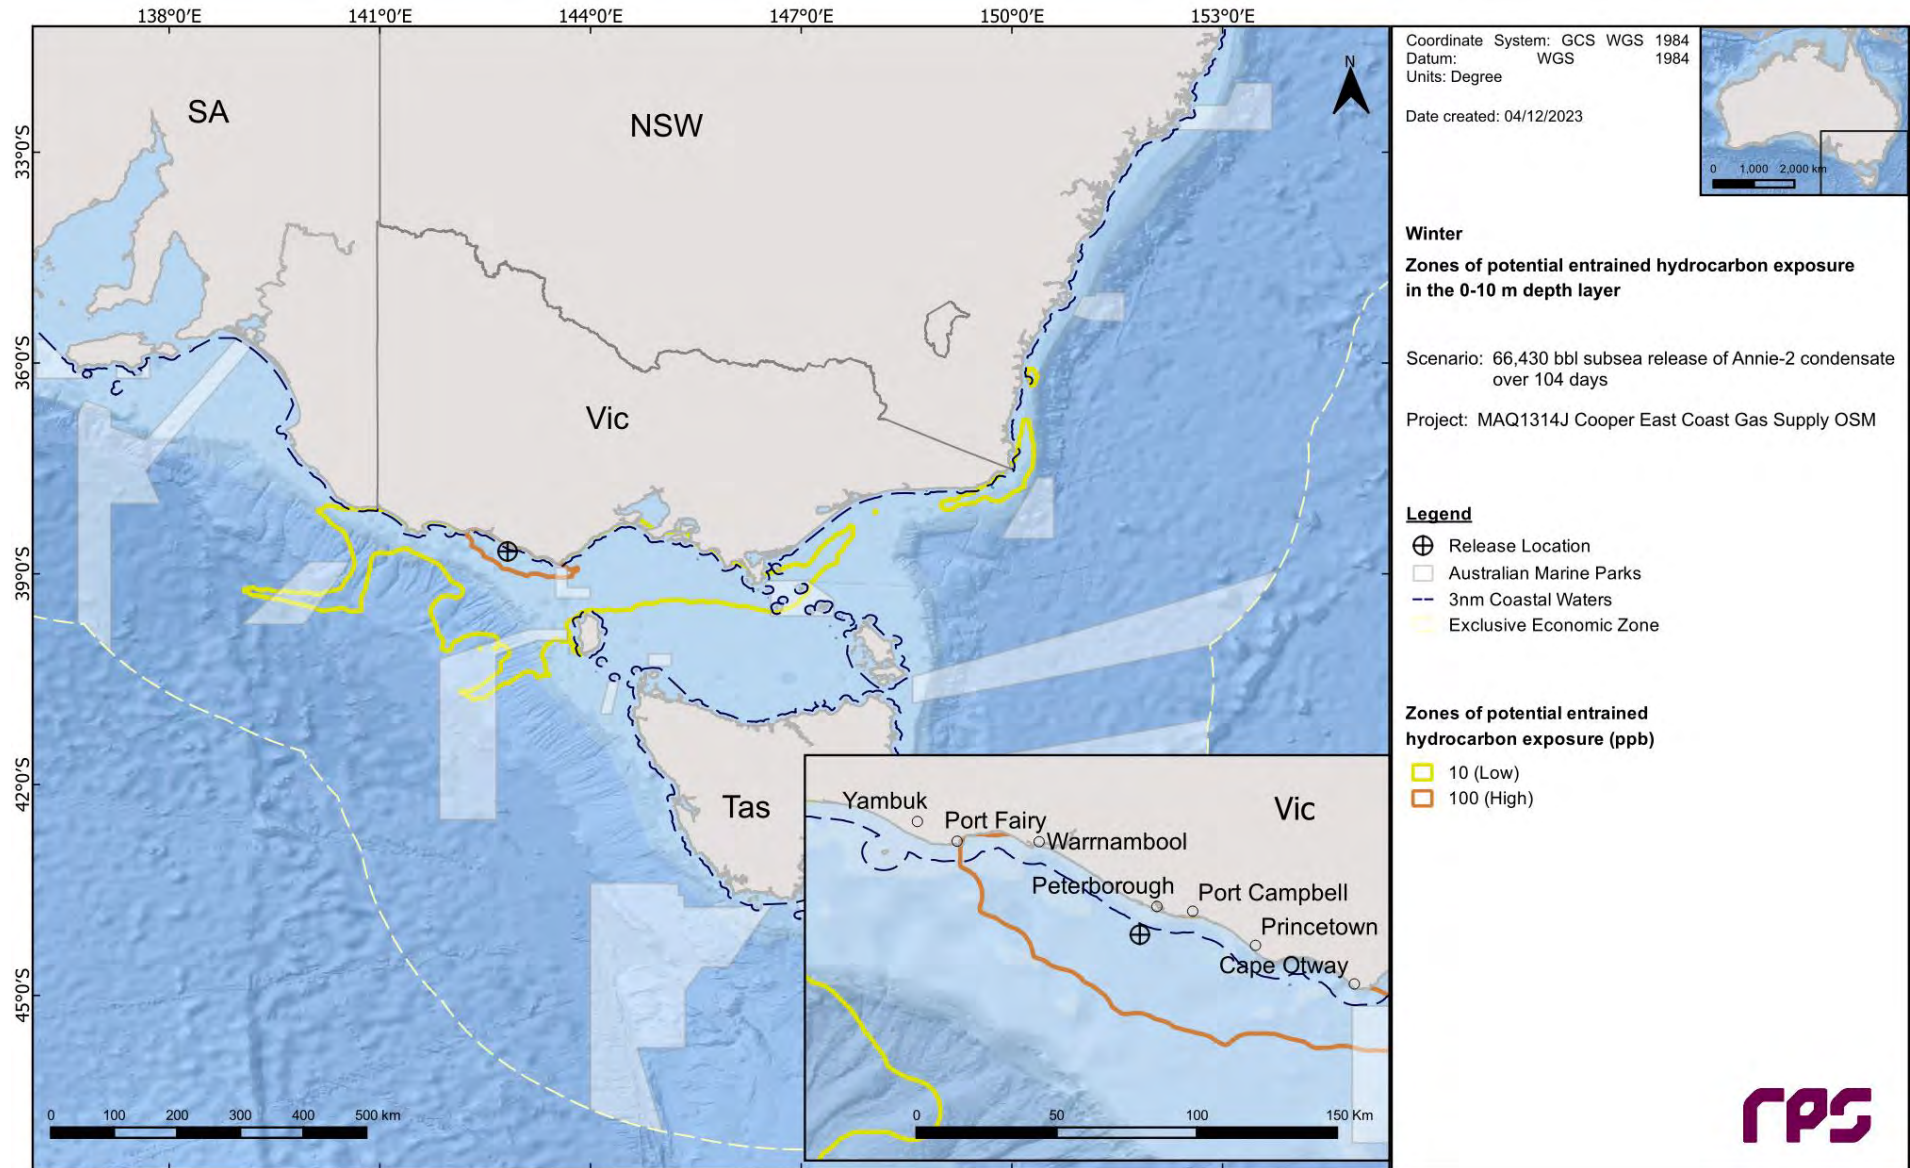 138°0'E
141°0'E
144°0'E
147°0'E
150°0'E
153°0'E
33°0'S
36°0'S
39°0'S
42°0'S
45°0'S
SA
NSW
Vic
Tas
N
0 100 200 300 400 500 km
Yambuk
Port Fairy
Warrnambool
Vic
Peterborough
Port Campbell
Princetown
Cape Otway
0 50 100 150 Km
Coordinate System: GCS WGS 1984
Datum: WGS 1984
Units: Degree
Date created: 04/12/2023
0 1,000 2,000 km
Winter
Zones of potential entrained hydrocarbon exposure
in the 0-10 m depth layer
Scenario: 66,430 bbl subsea release of Annie-2 condensate
over 104 days
Project: MAQ1314J Cooper East Coast Gas Supply OSM
Legend
Release Location
Australian Marine Parks
3nm Coastal Waters
Exclusive Economic Zone
Zones of potential entrained
hydrocarbon exposure (ppb)
10 (Low)
100 (High)
rps